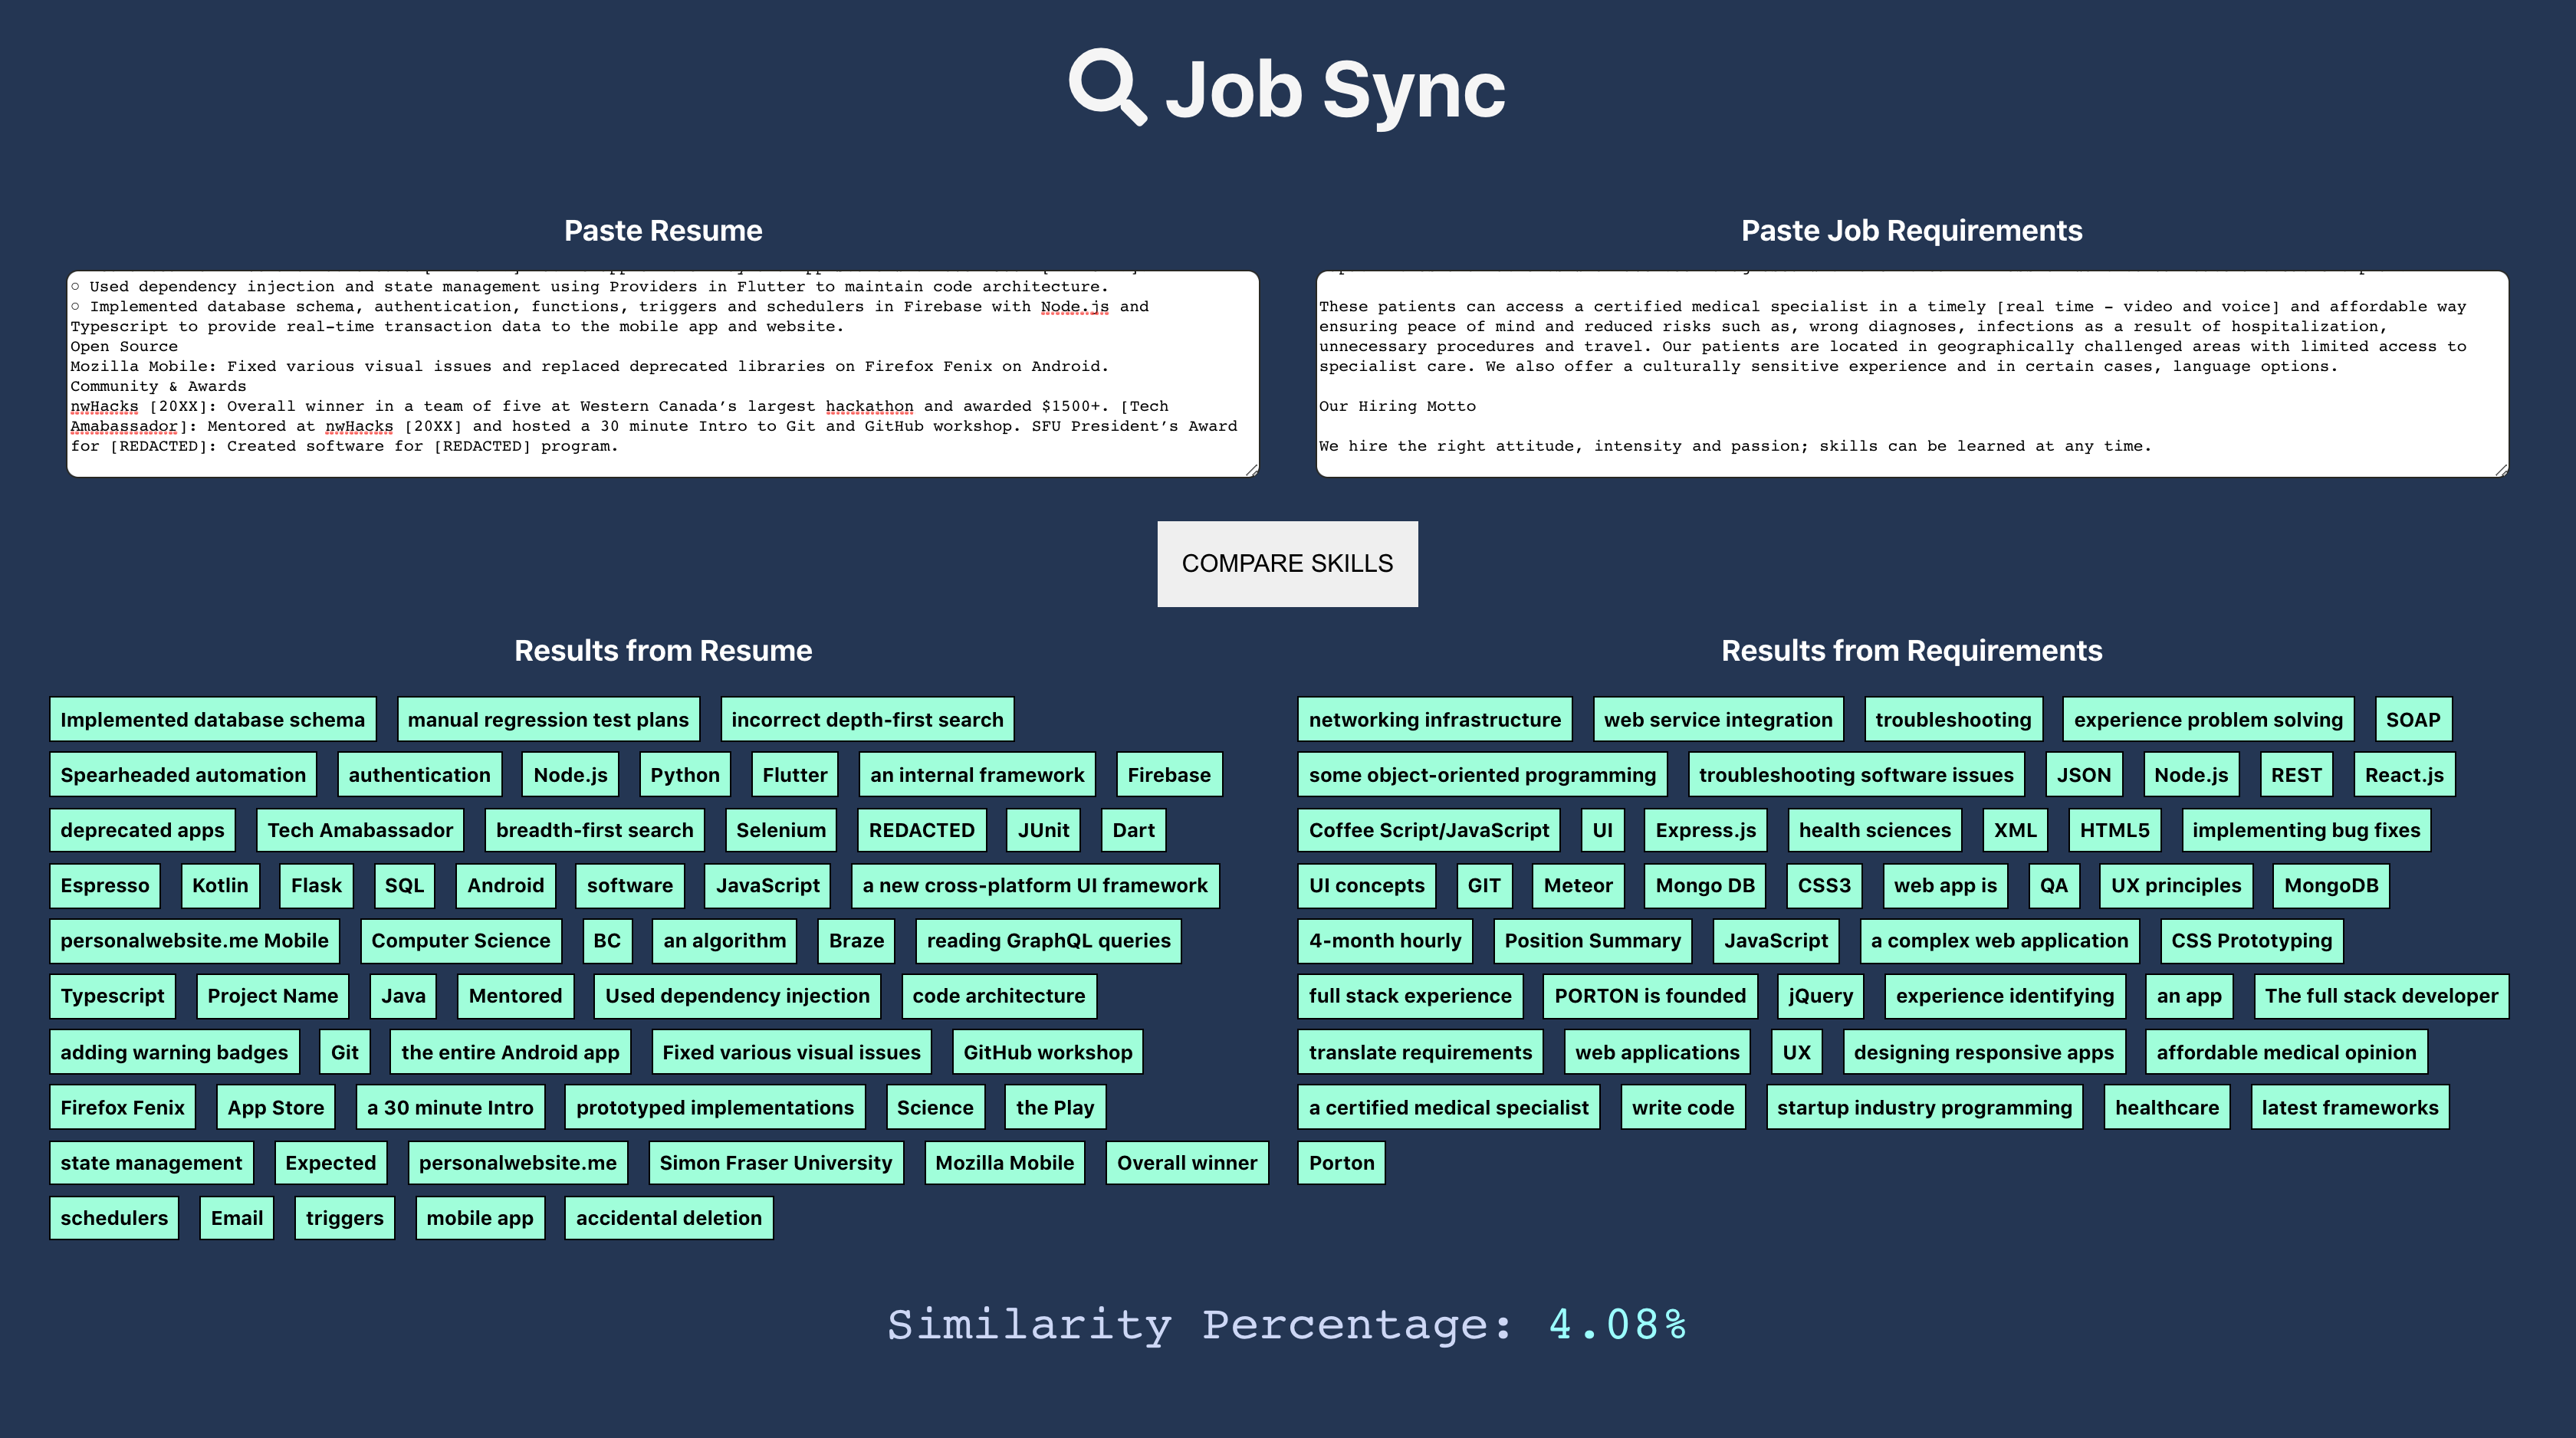 Job Sync
Paste Resume
○ Used dependency injection and state management using Providers in Flutter to maintain code architecture.
○ Implemented database schema, authentication, functions, triggers and schedulers in Firebase with Node.js and
Typescript to provide real-time transaction data to the mobile app and website.
Open Source
Mozilla Mobile: Fixed various visual issues and replaced deprecated libraries on Firefox Fenix on Android.
Community & Awards
nwHacks [20XX]: Overall winner in a team of five at Western Canada’s largest hackathon and awarded $1500+. [Tech
Amabassador]: Mentored at nwHacks [20XX] and hosted a 30 minute Intro to Git and GitHub workshop. SFU President’s Award
for [REDACTED]: Created software for [REDACTED] program.
Paste Job Requirements
These patients can access a certified medical specialist in a timely [real time - video and voice] and affordable way
ensuring peace of mind and reduced risks such as, wrong diagnoses, infections as a result of hospitalization,
unnecessary procedures and travel. Our patients are located in geographically challenged areas with limited access to
specialist care. We also offer a culturally sensitive experience and in certain cases, language options.
Our Hiring Motto
We hire the right attitude, intensity and passion; skills can be learned at any time.
COMPARE SKILLS
Results from Resume
Implemented database schema manual regression test plans incorrect depth-first search
Spearheaded automation authentication Node.js Python Flutter an internal framework Firebase
deprecated apps Tech Amabassador breadth-first search Selenium REDACTED JUnit Dart
Espresso Kotlin Flask SQL Android software JavaScript a new cross-platform UI framework
personalwebsite.me Mobile Computer Science BC an algorithm Braze reading GraphQL queries
Typescript Project Name Java Mentored Used dependency injection code architecture
adding warning badges Git the entire Android app Fixed various visual issues GitHub workshop
Firefox Fenix App Store a 30 minute Intro prototyped implementations Science the Play
state management Expected personalwebsite.me Simon Fraser University Mozilla Mobile Overall winner
schedulers Email triggers mobile app accidental deletion
Results from Requirements
networking infrastructure web service integration troubleshooting experience problem solving SOAP
some object-oriented programming troubleshooting software issues JSON Node.js REST React.js
Coffee Script/JavaScript UI Express.js health sciences XML HTML5 implementing bug fixes
UI concepts GIT Meteor Mongo DB CSS3 web app is QA UX principles MongoDB
4-month hourly Position Summary JavaScript a complex web application CSS Prototyping
full stack experience PORTON is founded jQuery experience identifying an app The full stack developer
translate requirements web applications UX designing responsive apps affordable medical opinion
a certified medical specialist write code startup industry programming healthcare latest frameworks
Porton
Similarity Percentage: 4.08%